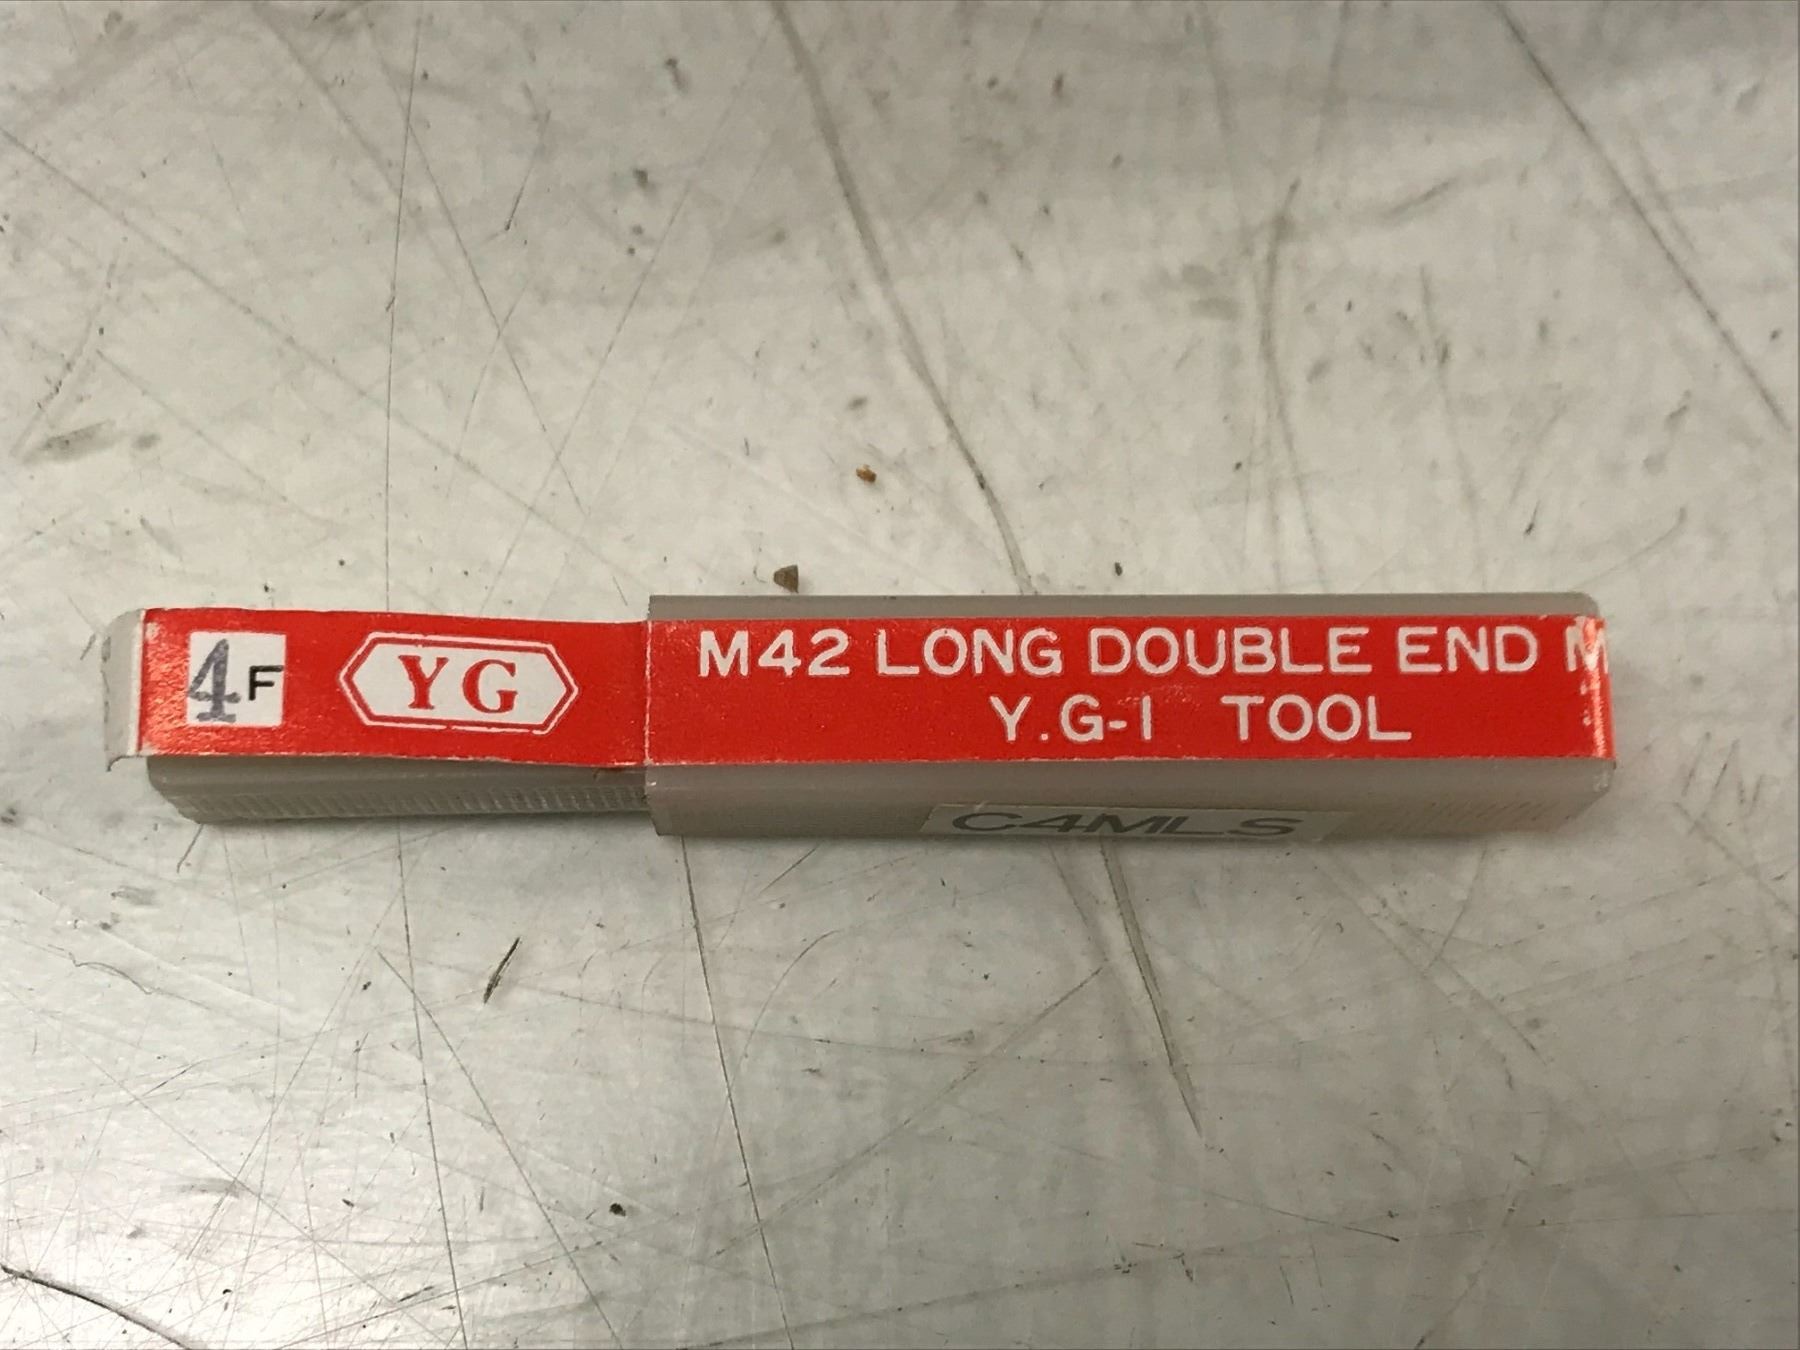 4F
YG
M42 LONG DOUBLE END M
Y.G-1 TOOL
C4MLS